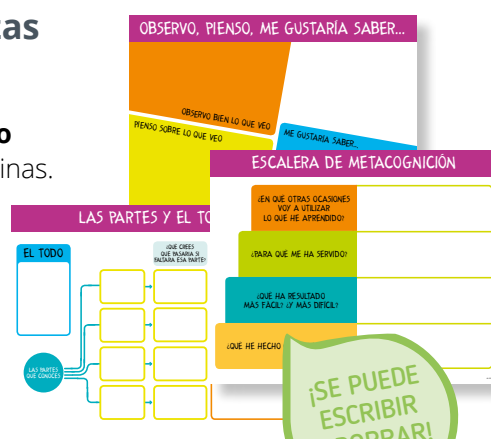 OBSERVO, PIENSO, ME GUSTARÍA SABER...
OBSERVO BIEN LO QUE VEO
PIENSO SOBRE LO QUE VEO
ME GUSTARÍA SABER...
ESCALERA DE METACOGNICIÓN
¿EN QUÉ OTRAS OCASIONES
VOY A UTILIZAR
LO QUE HE APRENDIDO?
¿PARA QUÉ ME HA SERVIDO?
¿QUÉ HA RESULTADO
MÁS FÁCIL? ¿Y MÁS DIFÍCIL?
¿QUÉ HE HECHO
LAS PARTES Y EL TO
EL TODO
¿QUÉ CREES
QUE PASARÍA SI
FALTARA ESA PARTE?
LAS PARTES
QUE CONOCES
¡SE PUEDE
ESCRIBIR